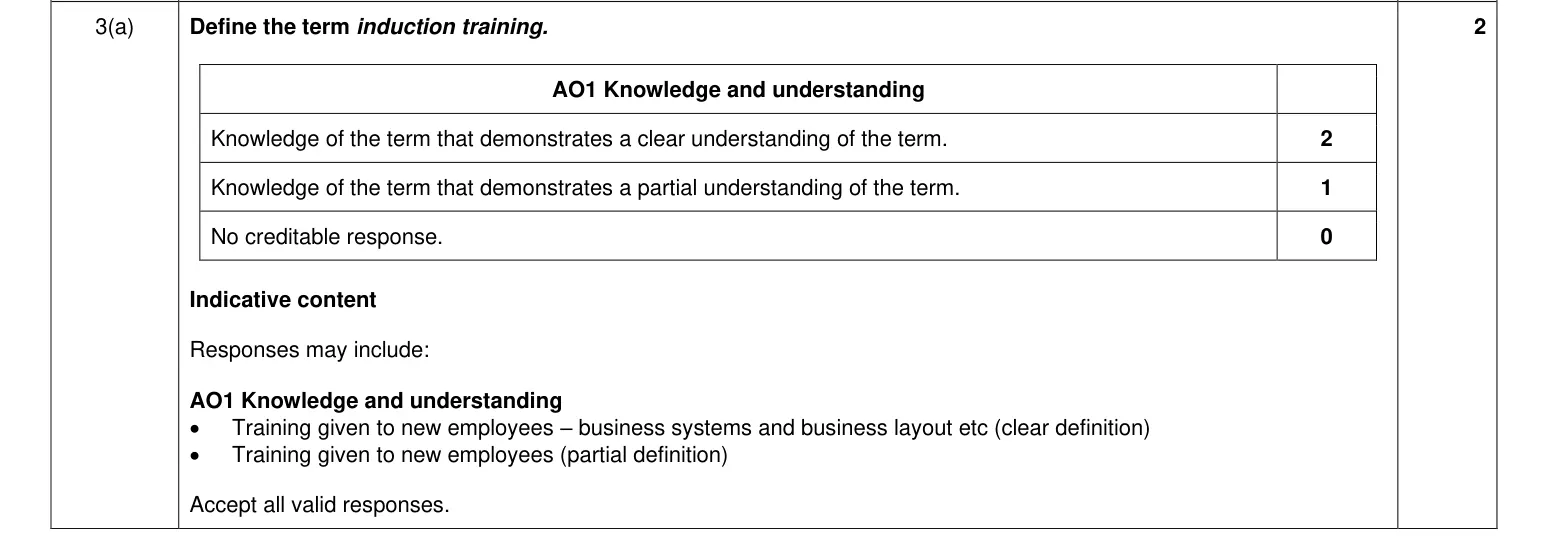 3(a) Define the term induction training. 2
AO1 Knowledge and understanding
Knowledge of the term that demonstrates a clear understanding of the term. 2
Knowledge of the term that demonstrates a partial understanding of the term. 1
No creditable response. 0
Indicative content
Responses may include:
AO1 Knowledge and understanding
• Training given to new employees – business systems and business layout etc (clear definition)
• Training given to new employees (partial definition)
Accept all valid responses.